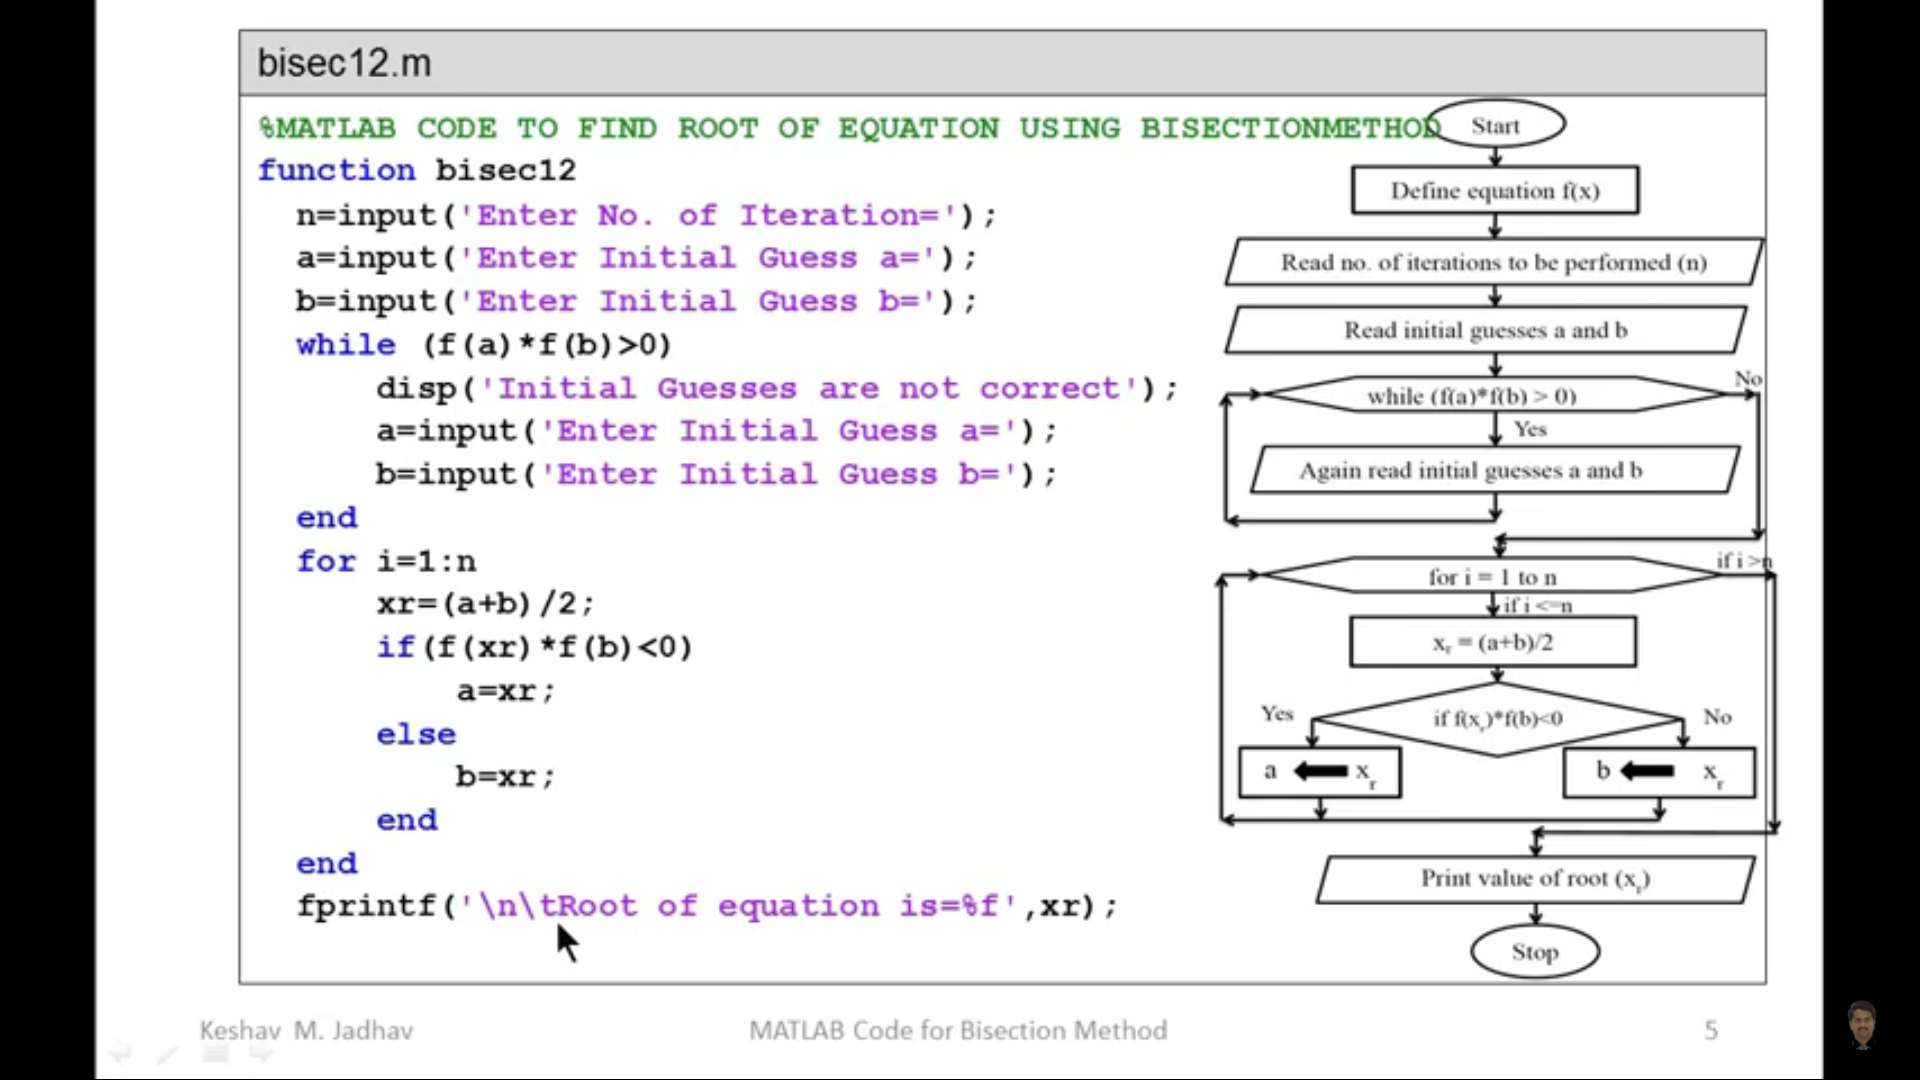 bisec12.m
%MATLAB CODE TO FIND ROOT OF EQUATION USING BISECTIONMETHOD
function bisec12
n=input('Enter No. of Iteration=');
a=input('Enter Initial Guess a=');
b=input('Enter Initial Guess b=');
while (f(a)*f(b)>0)
disp('Initial Guesses are not correct');
a=input('Enter Initial Guess a=');
b=input('Enter Initial Guess b=');
end
for i=1:n
xr=(a+b)/2;
if(f(xr)*f(b)<0)
a=xr;
else
b=xr;
end
end
fprintf('\n\tRoot of equation is=%f',xr);
Start
Define equation f(x)
Read no. of iterations to be performed (n)
Read initial guesses a and b
while (f(a)*f(b) > 0)
No
Yes
Again read initial guesses a and b
for i = 1 to n
if i >n
if i <=n
xr = (a+b)/2
if f(xr)*f(b)<0
Yes
No
a xr
b xr
Print value of root (xr)
Stop
Keshav M. Jadhav
MATLAB Code for Bisection Method
5